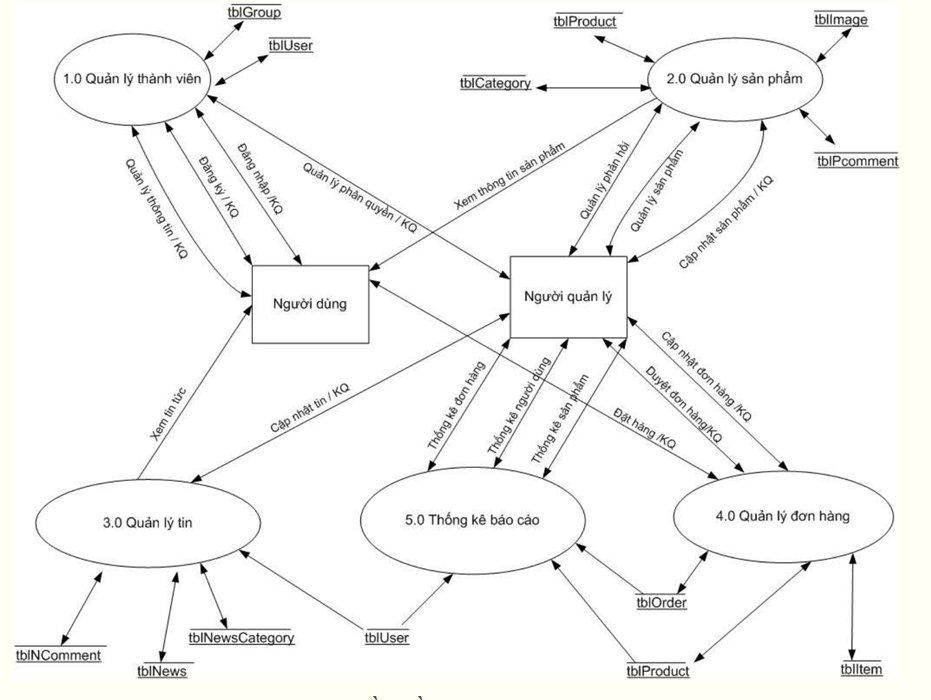 tblGroup
tblUser
1.0 Quản lý thành viên
tblProduct
tblImage
tblCategory
2.0 Quản lý sản phẩm
tblPcomment
Quản lý thông tin / KQ
Đăng ký / KQ
Đăng nhập /KQ
Quản lý phân quyền / KQ
Xem thông tin sản phẩm
Quản lý phản hồi
Quản lý sản phẩm
Cập nhật sản phẩm / KQ
Người dùng
Người quản lý
Xem tin tức
Cập nhật tin / KQ
Thống kê đơn hàng
Thống kê người dùng
Thống kê sản phẩm
Đặt hàng /KQ
Duyệt đơn hàng/KQ
Cập nhật đơn hàng /KQ
3.0 Quản lý tin
5.0 Thống kê báo cáo
4.0 Quản lý đơn hàng
tblNComment
tblNews
tblNewsCategory
tblUser
tblOrder
tblProduct
tblItem